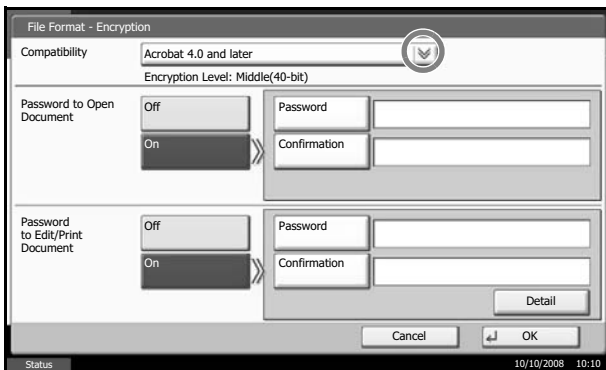 File Format - Encryption
Compatibility
Acrobat 4.0 and later
Encryption Level: Middle(40-bit)
Password to Open
Document
Off
Password
On
Confirmation
Password
to Edit/Print
Document
Off
Password
On
Confirmation
Detail
Cancel
OK
Status
10/10/2008 10:10